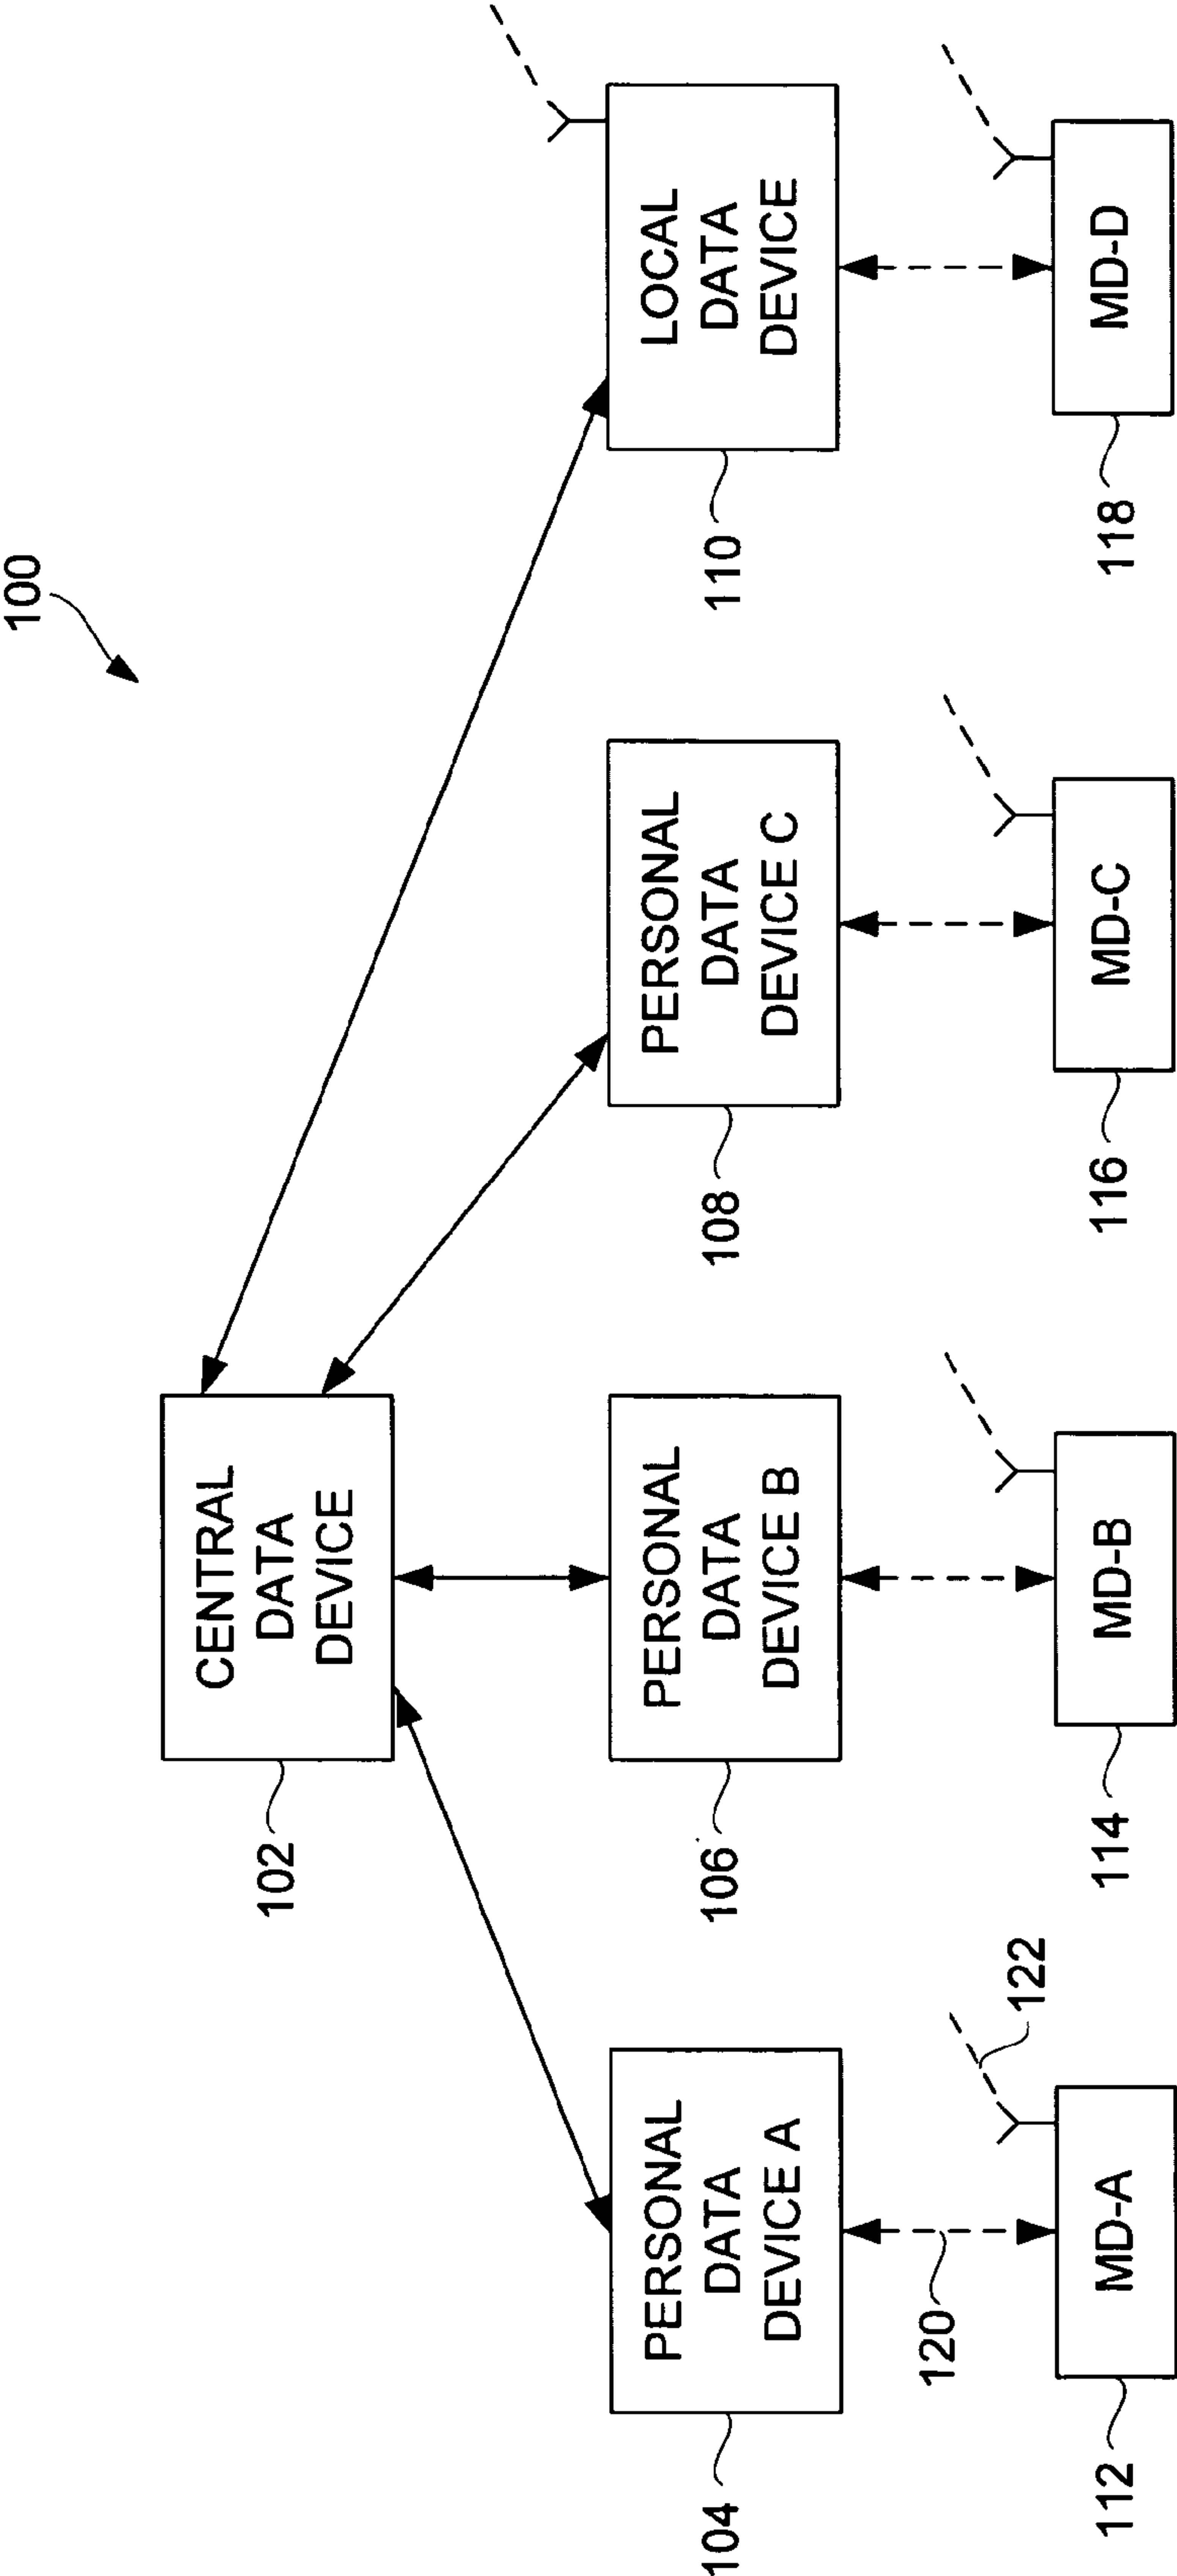 100
CENTRAL
DATA
DEVICE
102
PERSONAL
DATA
DEVICE A
104
PERSONAL
DATA
DEVICE B
106
PERSONAL
DATA
DEVICE C
108
LOCAL
DATA
DEVICE
110
120
122
MD-A
112
MD-B
114
MD-C
116
MD-D
118